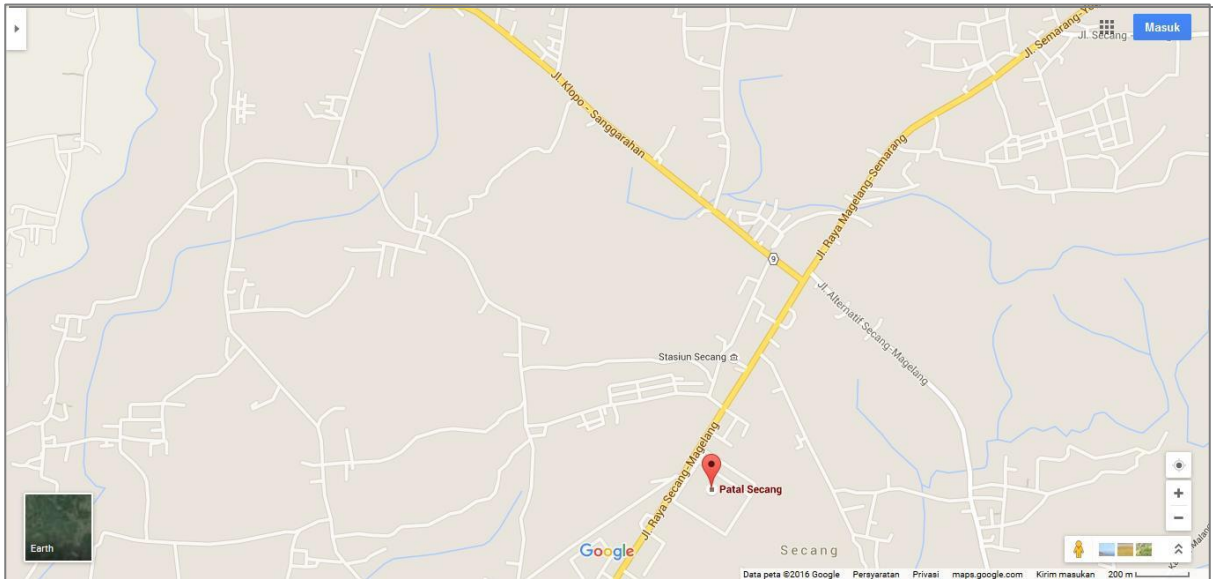 Masuk
Jl. Secang -
Jl. Semarang-Yo
Jl. Klopo - Sanggarahan
Jl. Raya Magelang-Semarang
9
Jl. Alternatif Secang-Magelang
Stasiun Secang
Jl. Raya Secang-Magelang
Patal Secang
Earth
Google
Secang
Data peta ©2016 Google Persyaratan Privasi maps.google.com Kirim masukan 200 m